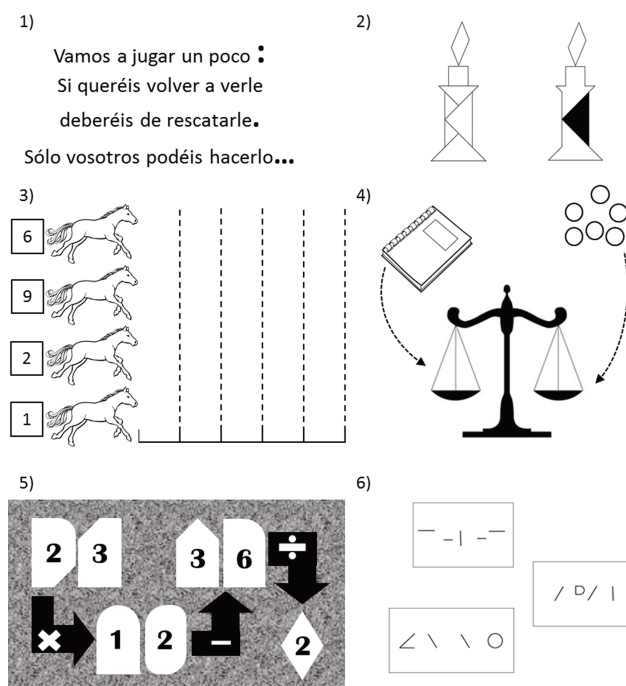 1)
Vamos a jugar un poco :
Si queréis volver a verle
deberéis de rescatarle.
Sólo vosotros podéis hacerlo...
2)
3)
6
9
2
1
4)
5)
2 3 3 6 ÷
× 1 2 − 2
6)